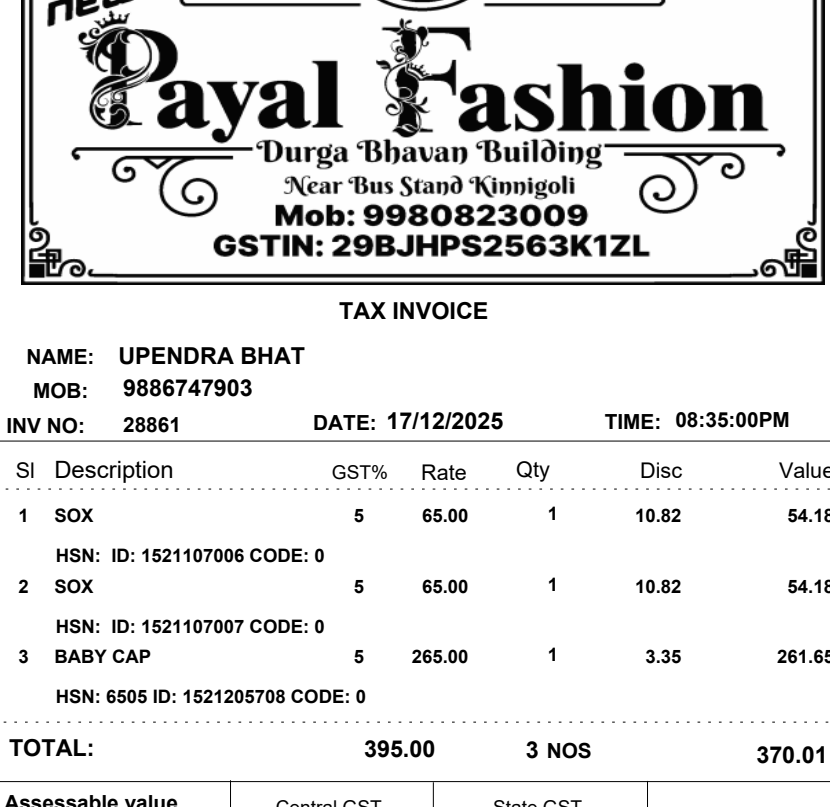 new
Payal Fashion
Durga Bhavan Building
Near Bus Stand Kinnigoli
Mob: 9980823009
GSTIN: 29BJHPS2563K1ZL
TAX INVOICE
NAME: UPENDRA BHAT
MOB: 9886747903
INV NO: 28861 DATE: 17/12/2025 TIME: 08:35:00PM
Sl Description GST% Rate Qty Disc Value
1 SOX 5 65.00 1 10.82 54.18
HSN: ID: 1521107006 CODE: 0
2 SOX 5 65.00 1 10.82 54.18
HSN: ID: 1521107007 CODE: 0
3 BABY CAP 5 265.00 1 3.35 261.65
HSN: 6505 ID: 1521205708 CODE: 0
TOTAL: 395.00 3 NOS 370.01
Assessable value Central GST State GST